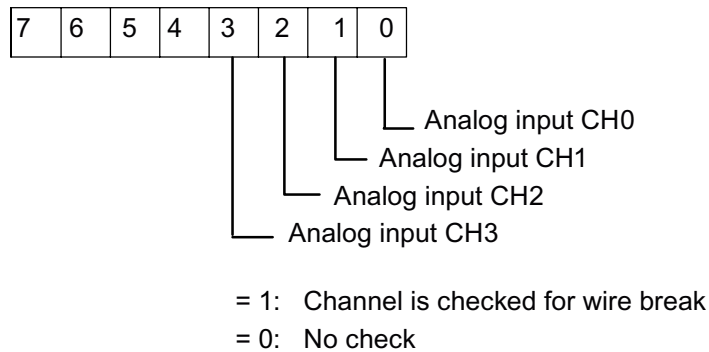 7 6 5 4 3 2 1 0
Analog input CH0
Analog input CH1
Analog input CH2
Analog input CH3
= 1: Channel is checked for wire break
= 0: No check